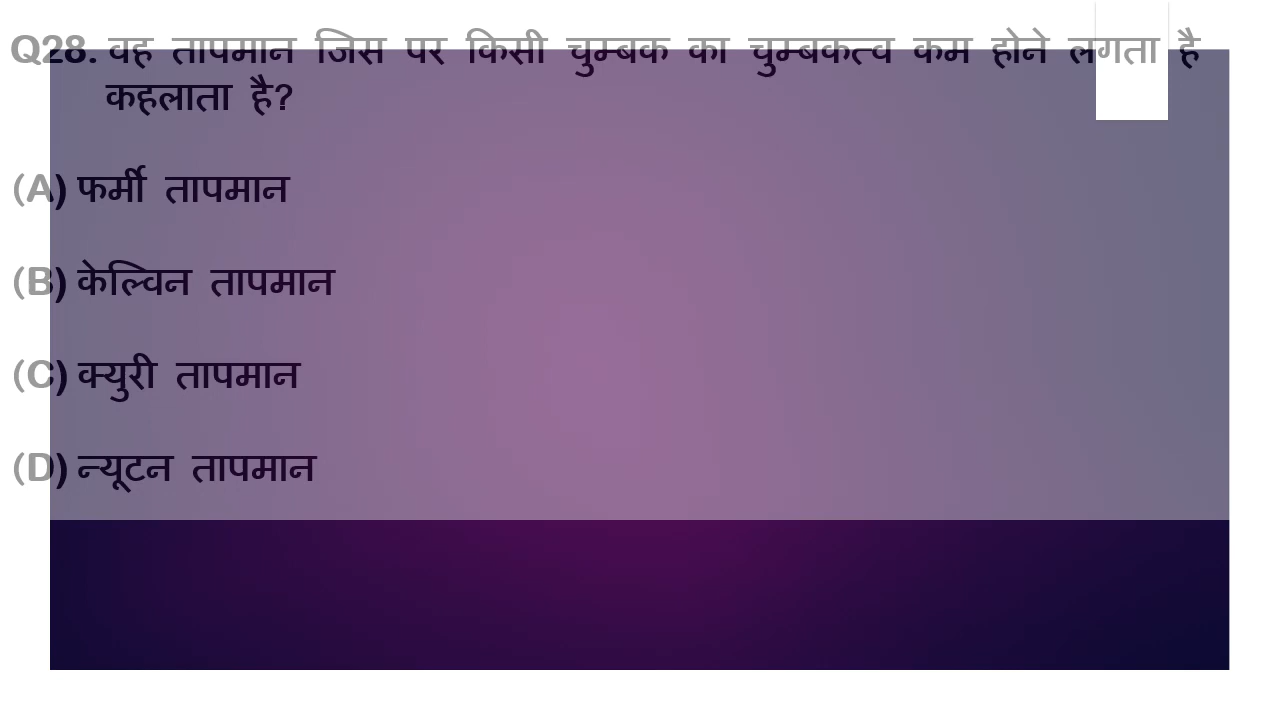 Q28. वह तापमान जिस पर किसी चुम्बक का चुम्बकत्व कम होने लगता है
कहलाता है?
(A) फर्मी तापमान
(B) केल्विन तापमान
(C) क्युरी तापमान
(D) न्यूटन तापमान